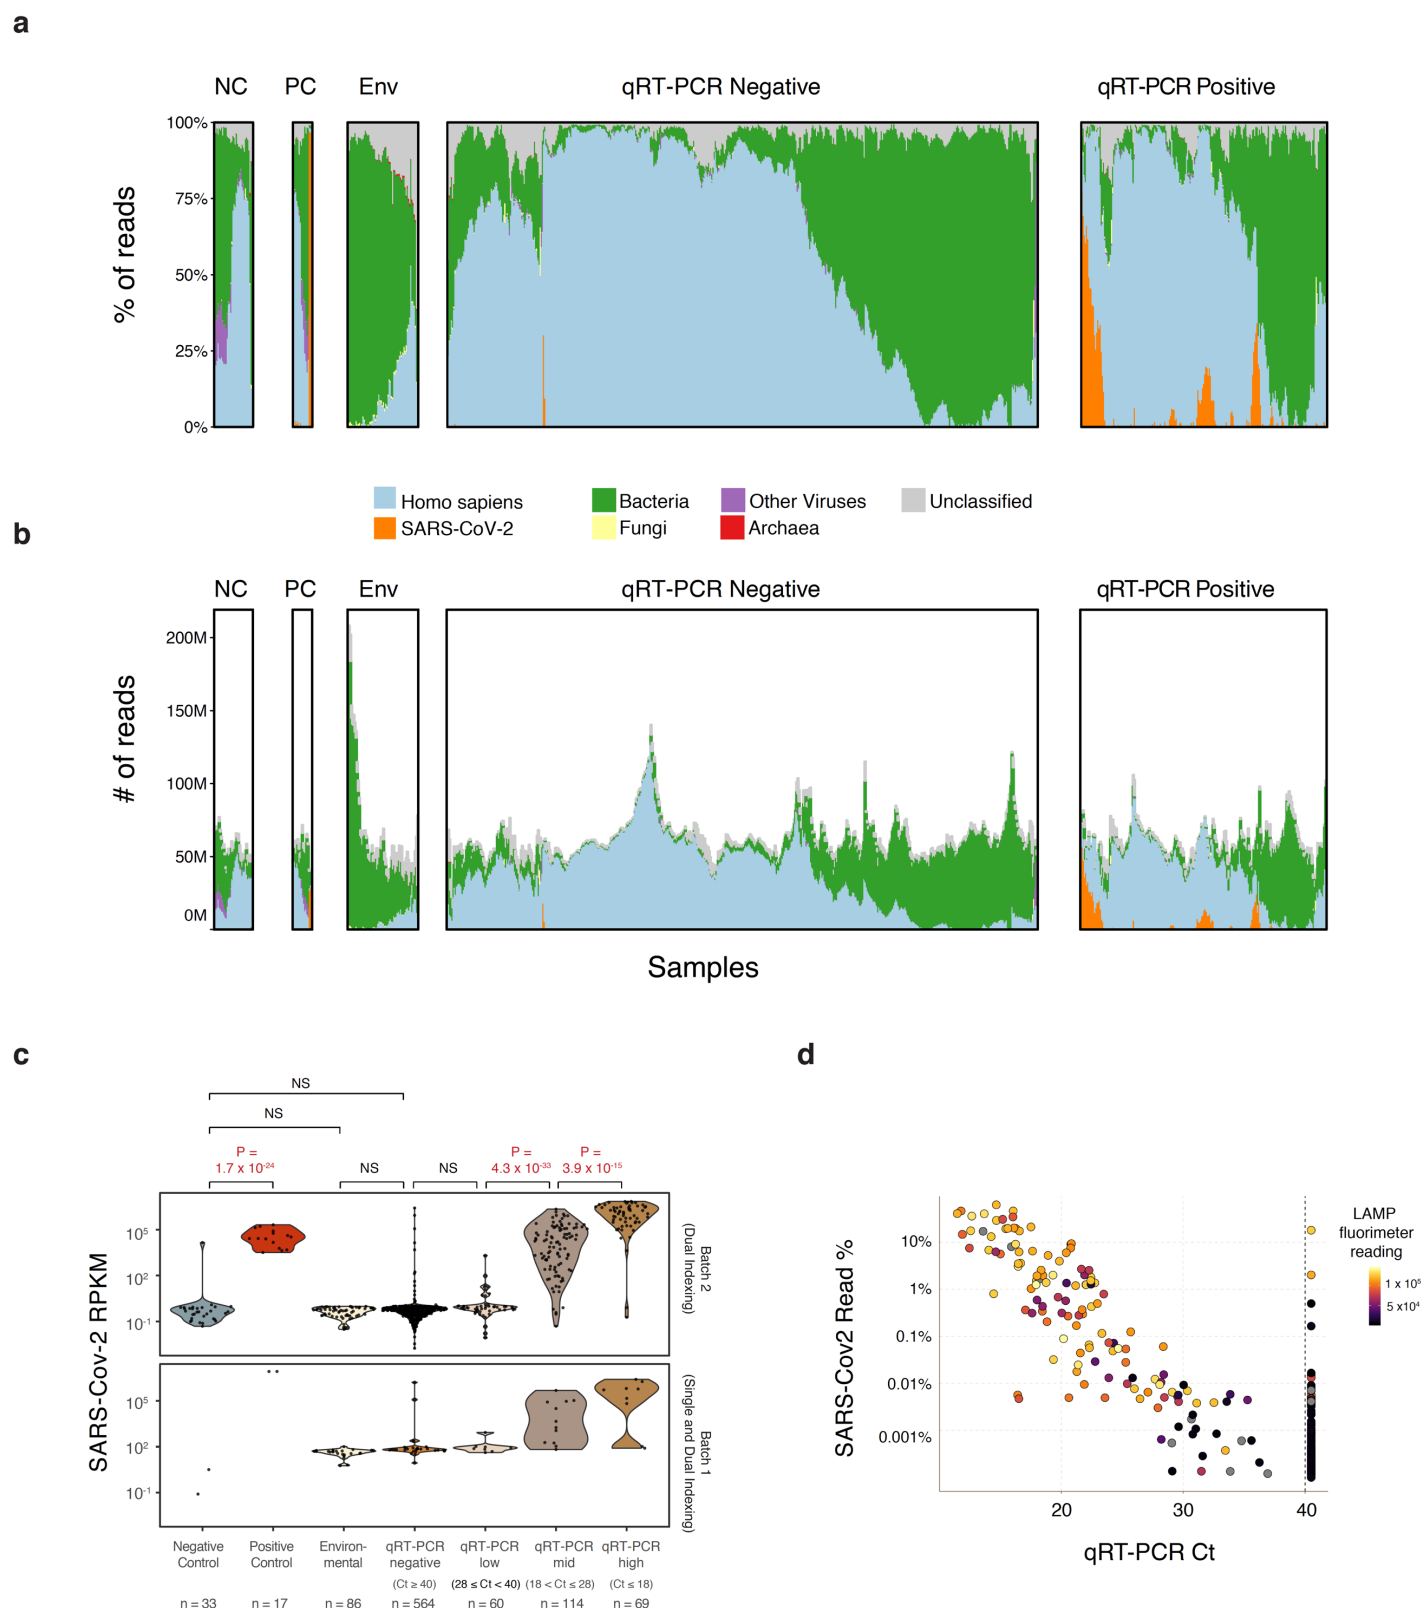 a
NC PC Env qRT-PCR Negative qRT-PCR Positive
100%
75%
50%
25%
0%
% of reads
Homo sapiens Bacteria Other Viruses Unclassified
SARS-CoV-2 Fungi Archaea
b
NC PC Env qRT-PCR Negative qRT-PCR Positive
200M
150M
100M
50M
0M
# of reads
Samples
c
NS
NS
P = P = P =
1.7 x 10⁻²⁴ NS NS 4.3 x 10⁻³³ 3.9 x 10⁻¹⁵
10⁵
10²
10⁻¹
Batch 2
(Dual Indexing)
10⁵
10²
10⁻¹
Batch 1
(Single and Dual Indexing)
SARS-Cov-2 RPKM
Negative Positive Environ- qRT-PCR qRT-PCR qRT-PCR qRT-PCR
Control Control mental negative low mid high
(Ct ≥ 40) (28 ≤ Ct < 40) (18 < Ct ≤ 28) (Ct ≤ 18)
n = 33 n = 17 n = 86 n = 564 n = 60 n = 114 n = 69
d
10%
1%
0.1%
0.01%
0.001%
SARS-Cov2 Read %
20 30 40
qRT-PCR Ct
LAMP
fluorimeter
reading
1 x 10⁵
5 x10⁴